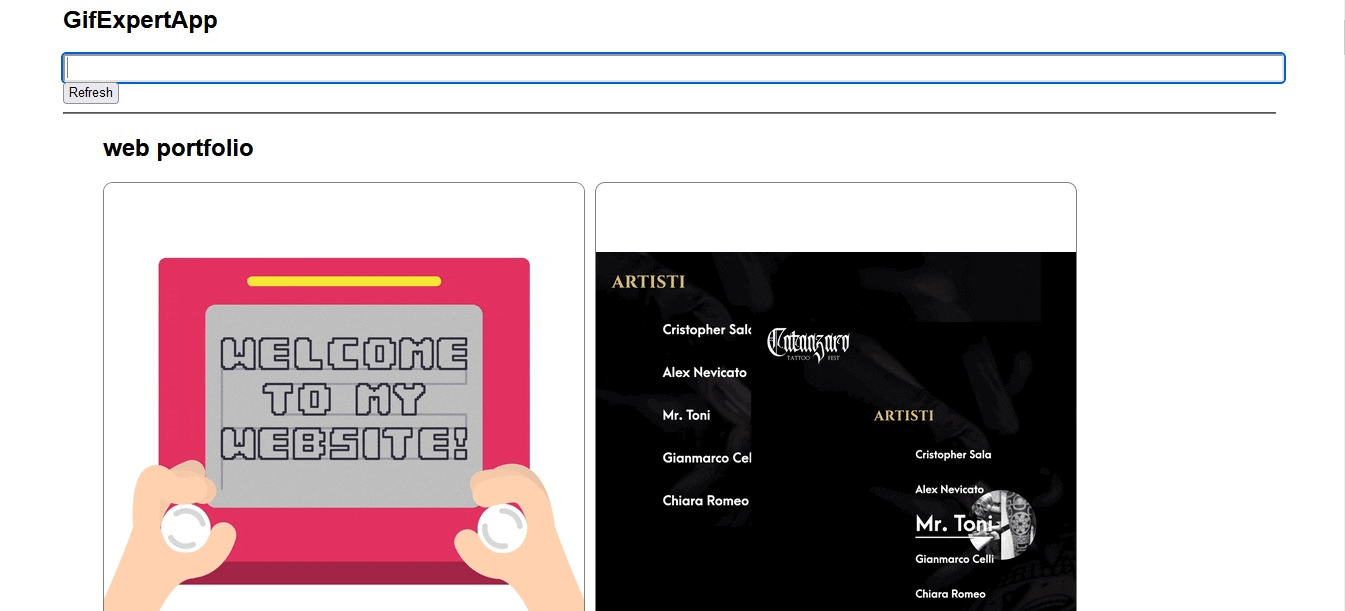 GifExpertApp
Refresh
web portfolio
WELCOME
TO MY
WEBSITE!
ARTISTI
Cristopher Sala
Alex Nevicato
Mr. Toni
Gianmarco Cel
Chiara Romeo
Catanzaro
TATTOO FEST
ARTISTI
Cristopher Sala
Alex Nevicato
Mr. Toni
Gianmarco Celli
Chiara Romeo